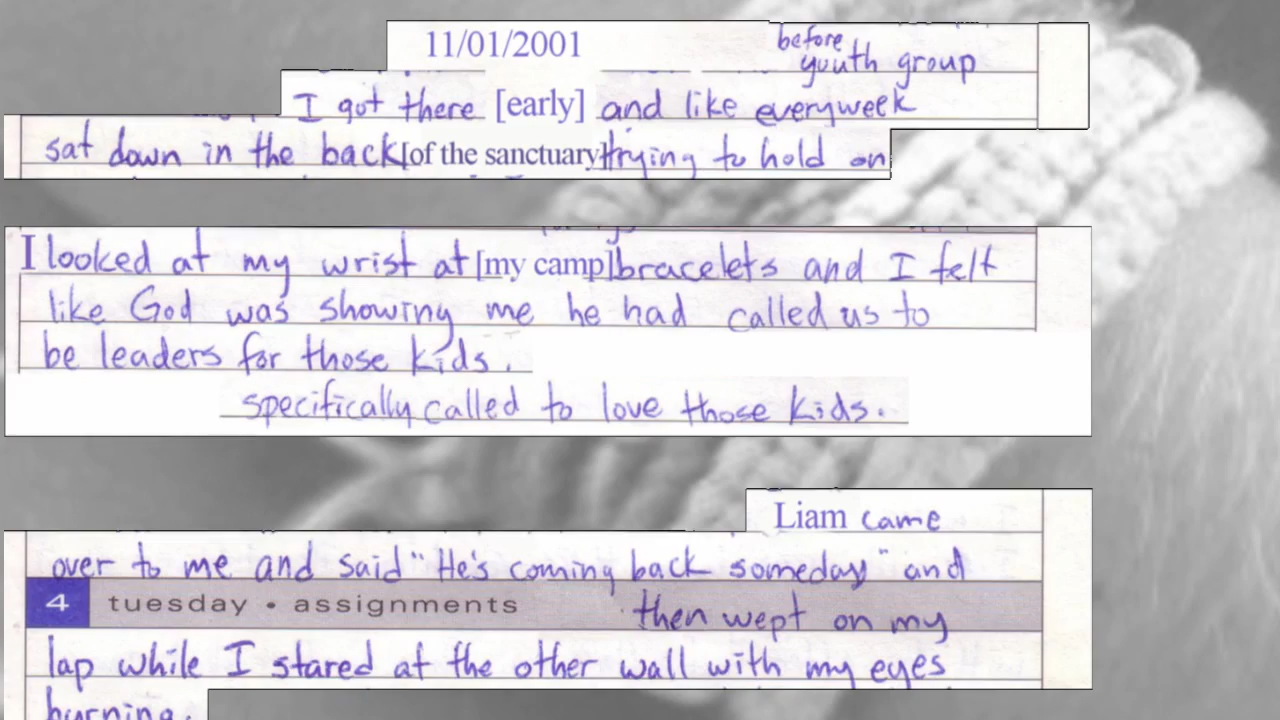 11/01/2001 before
youth group
I got there [early] and like everyweek
sat down in the back[of the sanctuary]trying to hold on
I looked at my wrist at[my camp]bracelets and I felt
like God was showing me he had called us to
be leaders for those kids.
specifically called to love those kids.
Liam came
over to me and said "He's coming back someday" and
4 tuesday • assignments then wept on my
lap while I stared at the other wall with my eyes
burning.